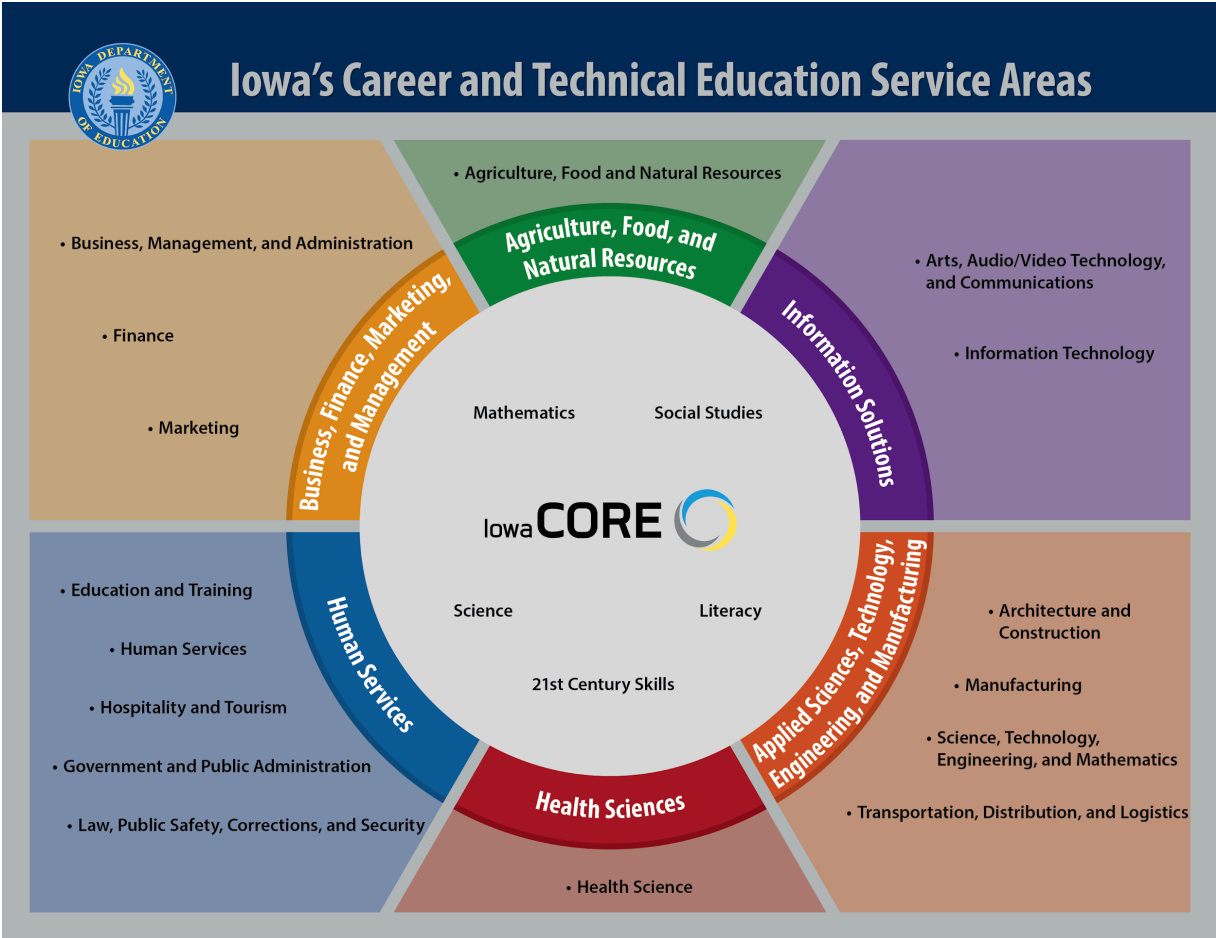 IOWA DEPARTMENT
OF EDUCATION
Iowa's Career and Technical Education Service Areas
• Agriculture, Food and Natural Resources
Agriculture, Food, and
Natural Resources
• Business, Management, and Administration
• Finance
• Marketing
Business, Finance, Marketing,
and Management
• Arts, Audio/Video Technology,
and Communications
• Information Technology
Information Solutions
Mathematics
Social Studies
Iowa CORE
Science
Literacy
21st Century Skills
• Education and Training
• Human Services
• Hospitality and Tourism
• Government and Public Administration
• Law, Public Safety, Corrections, and Security
Human Services
Applied Sciences, Technology,
Engineering, and Manufacturing
• Architecture and
Construction
• Manufacturing
• Science, Technology,
Engineering, and Mathematics
• Transportation, Distribution, and Logistics
Health Sciences
• Health Science